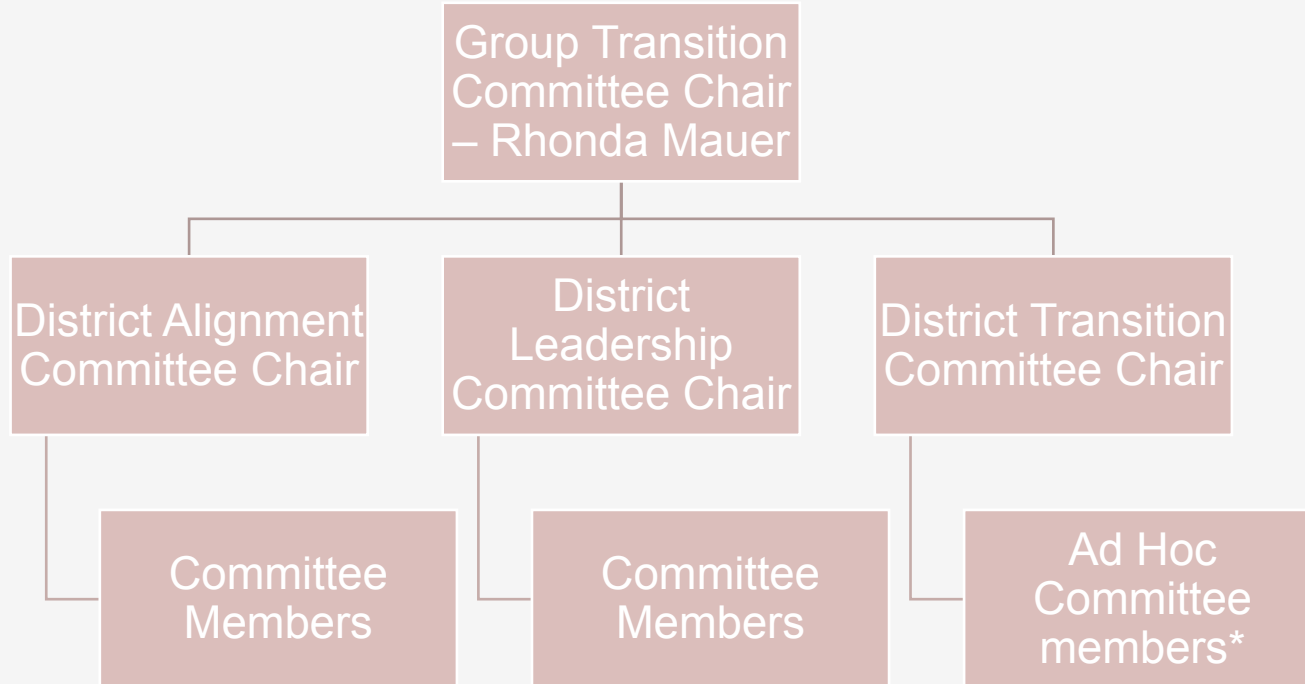 Group Transition
Committee Chair
– Rhonda Mauer
District Alignment
Committee Chair
District
Leadership
Committee Chair
District Transition
Committee Chair
Committee
Members
Committee
Members
Ad Hoc
Committee
members*